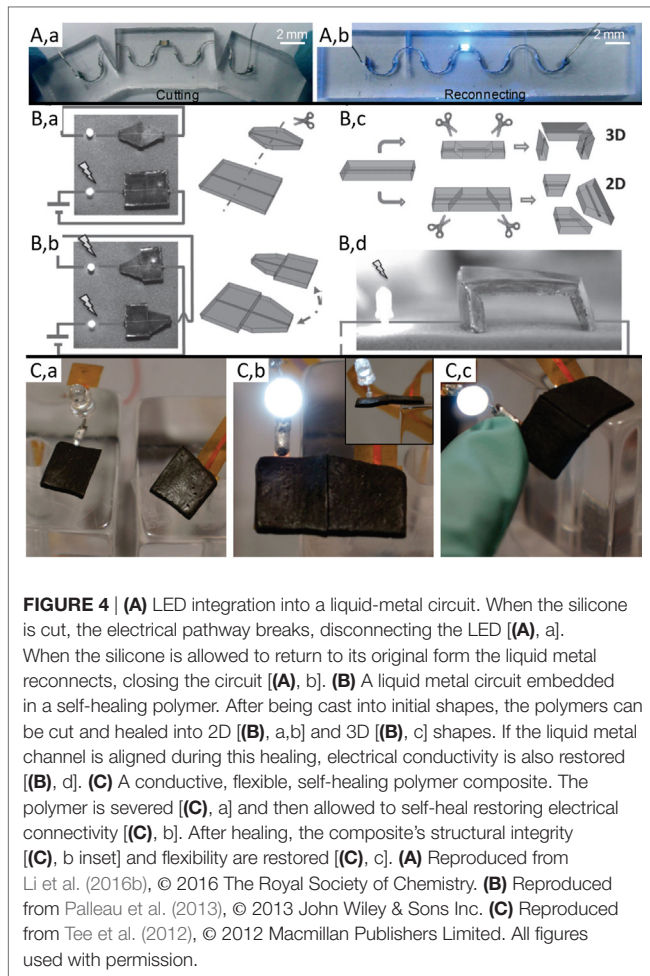 A,a
2 mm
Cutting
A,b
2 mm
Reconnecting
B,a
B,c
3D
2D
B,b
B,d
C,a
C,b
C,c
FIGURE 4 | (A) LED integration into a liquid-metal circuit. When the silicone
is cut, the electrical pathway breaks, disconnecting the LED [(A), a].
When the silicone is allowed to return to its original form the liquid metal
reconnects, closing the circuit [(A), b]. (B) A liquid metal circuit embedded
in a self-healing polymer. After being cast into initial shapes, the polymers can
be cut and healed into 2D [(B), a,b] and 3D [(B), c] shapes. If the liquid metal
channel is aligned during this healing, electrical conductivity is also restored
[(B), d]. (C) A conductive, flexible, self-healing polymer composite. The
polymer is severed [(C), a] and then allowed to self-heal restoring electrical
connectivity [(C), b]. After healing, the composite's structural integrity
[(C), b inset] and flexibility are restored [(C), c]. (A) Reproduced from
Li et al. (2016b), © 2016 The Royal Society of Chemistry. (B) Reproduced
from Palleau et al. (2013), © 2013 John Wiley & Sons Inc. (C) Reproduced
from Tee et al. (2012), © 2012 Macmillan Publishers Limited. All figures
used with permission.